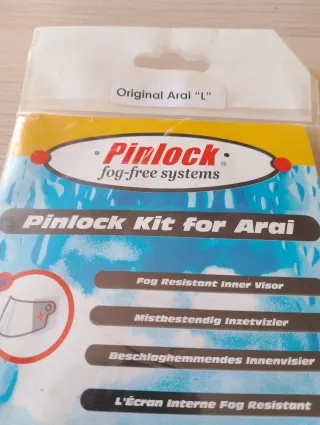 Original Arai "L"
Pinlock®
fog-free systems
Pinlock Kit for Arai
Fog Resistant Inner Visor
Mistbestendig Inzetvizier
Beschlaghemmendes Innenvisier
L'Écran Interne Fog Resistant